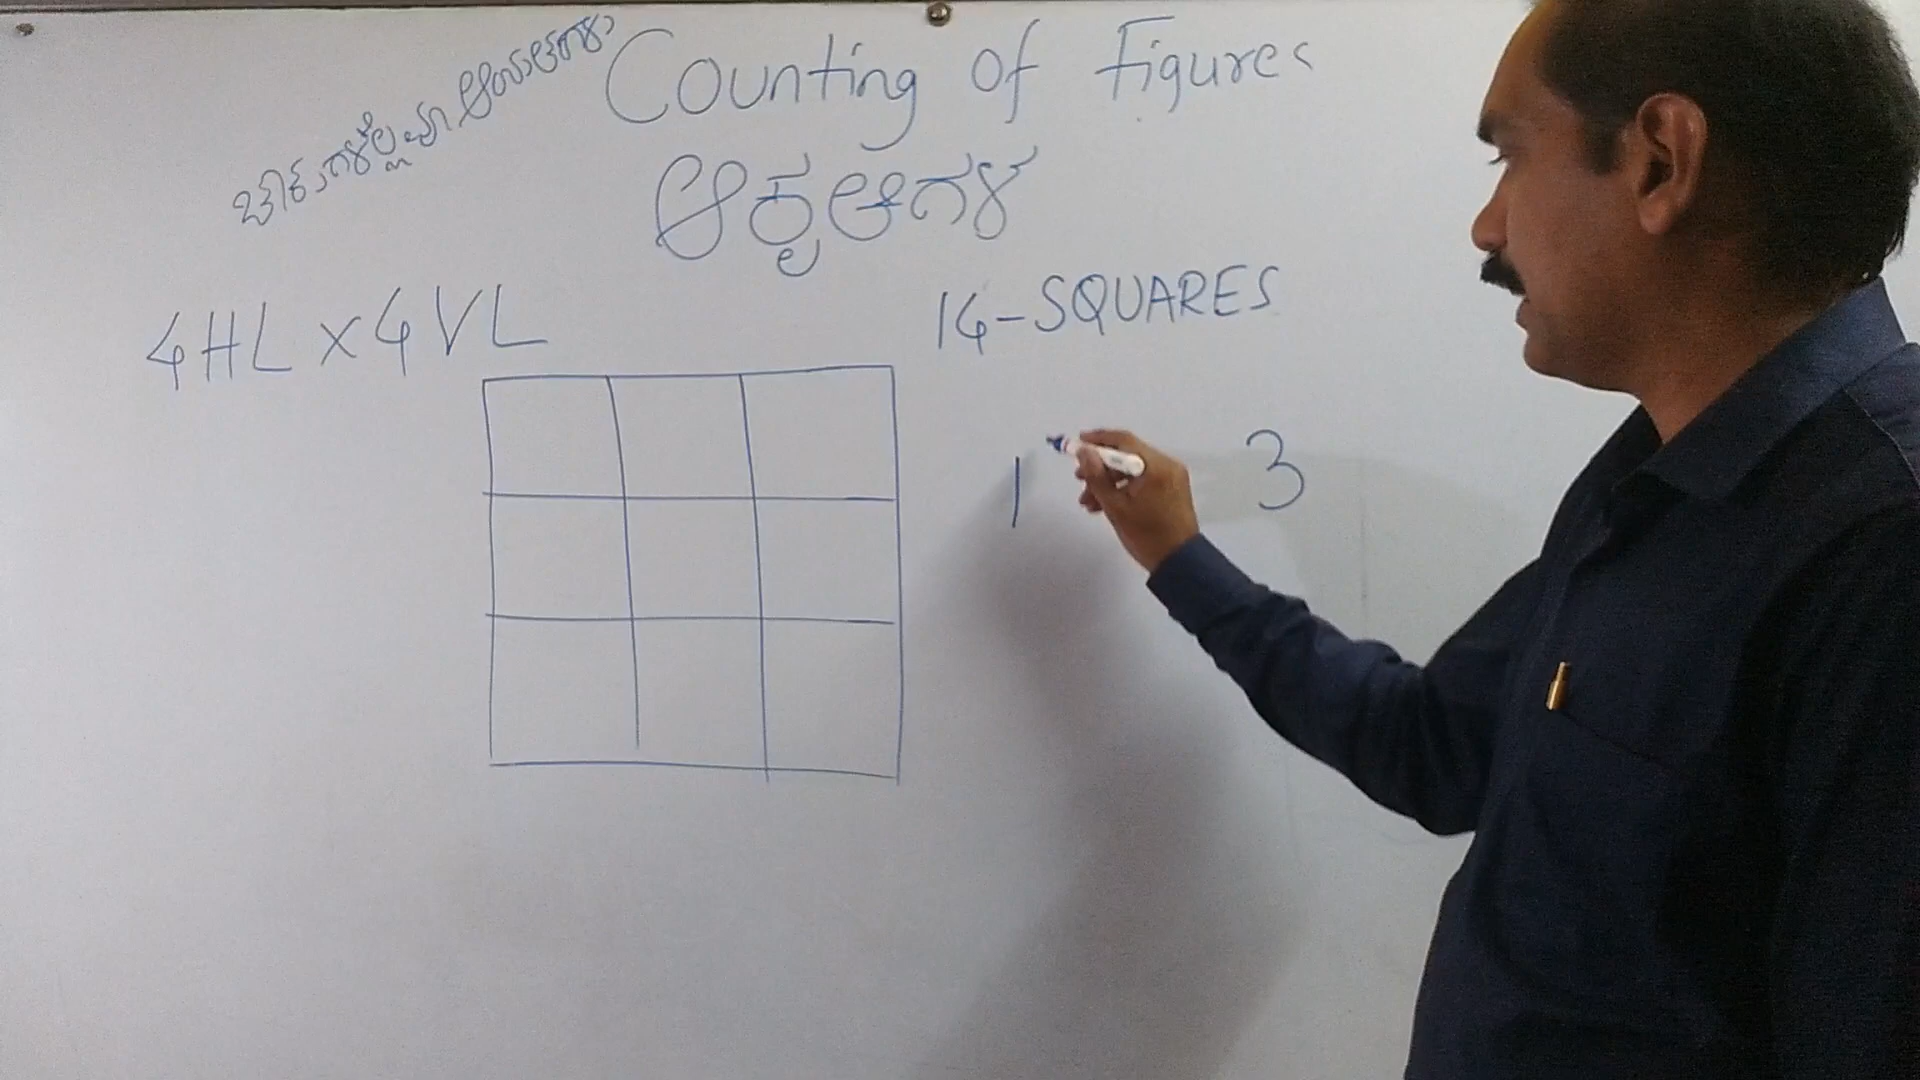 Counting of Figures
ಆಕೃತಿಗಳ
4HL x 4VL
14-SQUARES
1 3